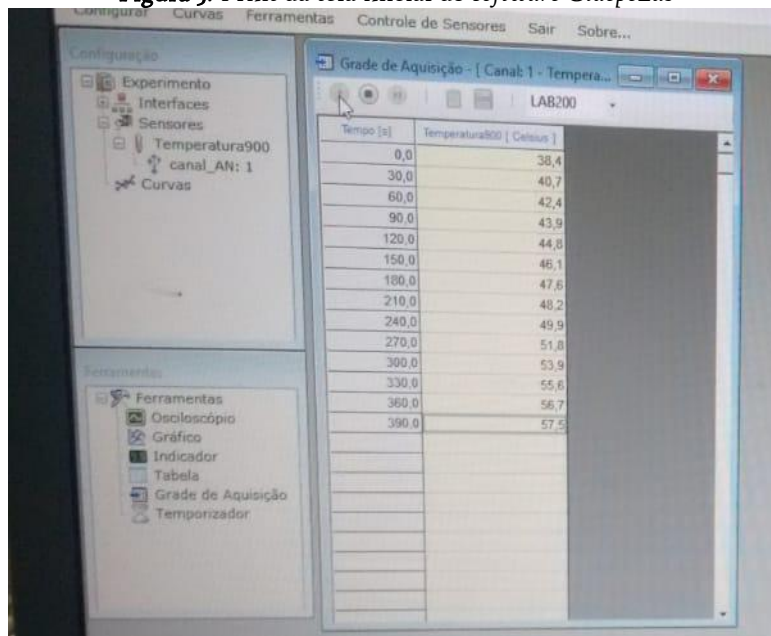 Configurar Curvas Ferramentas Controle de Sensores Sair Sobre...
Configuração
Experimento
Interfaces
Sensores
Temperatura900
canal_AN: 1
Curvas
Ferramentas
Ferramentas
Osciloscópio
Gráfico
Indicador
Tabela
Grade de Aquisição
Temporizador
Grade de Aquisição - [ Canal: 1 - Tempera...
LAB200
Tempo [s] [ Celsius ]
0,0 38,4
30,0 40,7
60,0 42,4
90,0 43,9
120,0 44,8
150,0 46,1
180,0 47,6
210,0 48,2
240,0 49,9
270,0 51,8
300,0 53,9
330,0 55,6
360,0 56,7
390,0 57,5